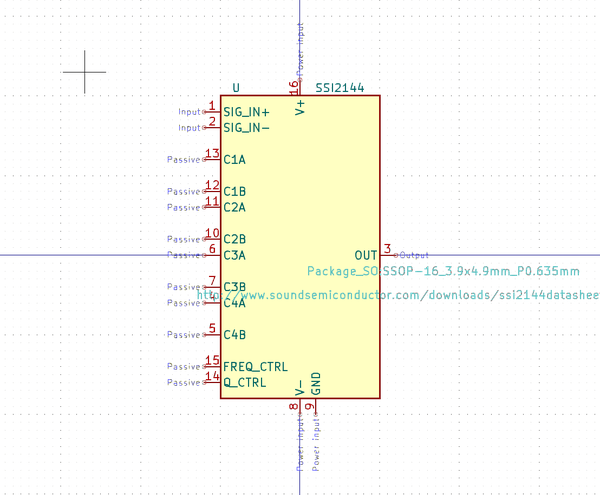 Power input
16
U SSI2144
V+
Input 1 SIG_IN+
Input 2 SIG_IN-
Passive 13 C1A
Passive 12 C1B
Passive 11 C2A
Passive 10 C2B
Passive 6 C3A OUT 3 Output
Package_SO:SSOP-16_3.9x4.9mm_P0.635mm
Passive 7 C3B
http://www.soundsemiconductor.com/downloads/ssi2144datashee
Passive C4A
Passive 5 C4B
Passive 15 FREQ_CTRL
Passive 14 Q_CTRL
V- GND
8 9
Power input Power input